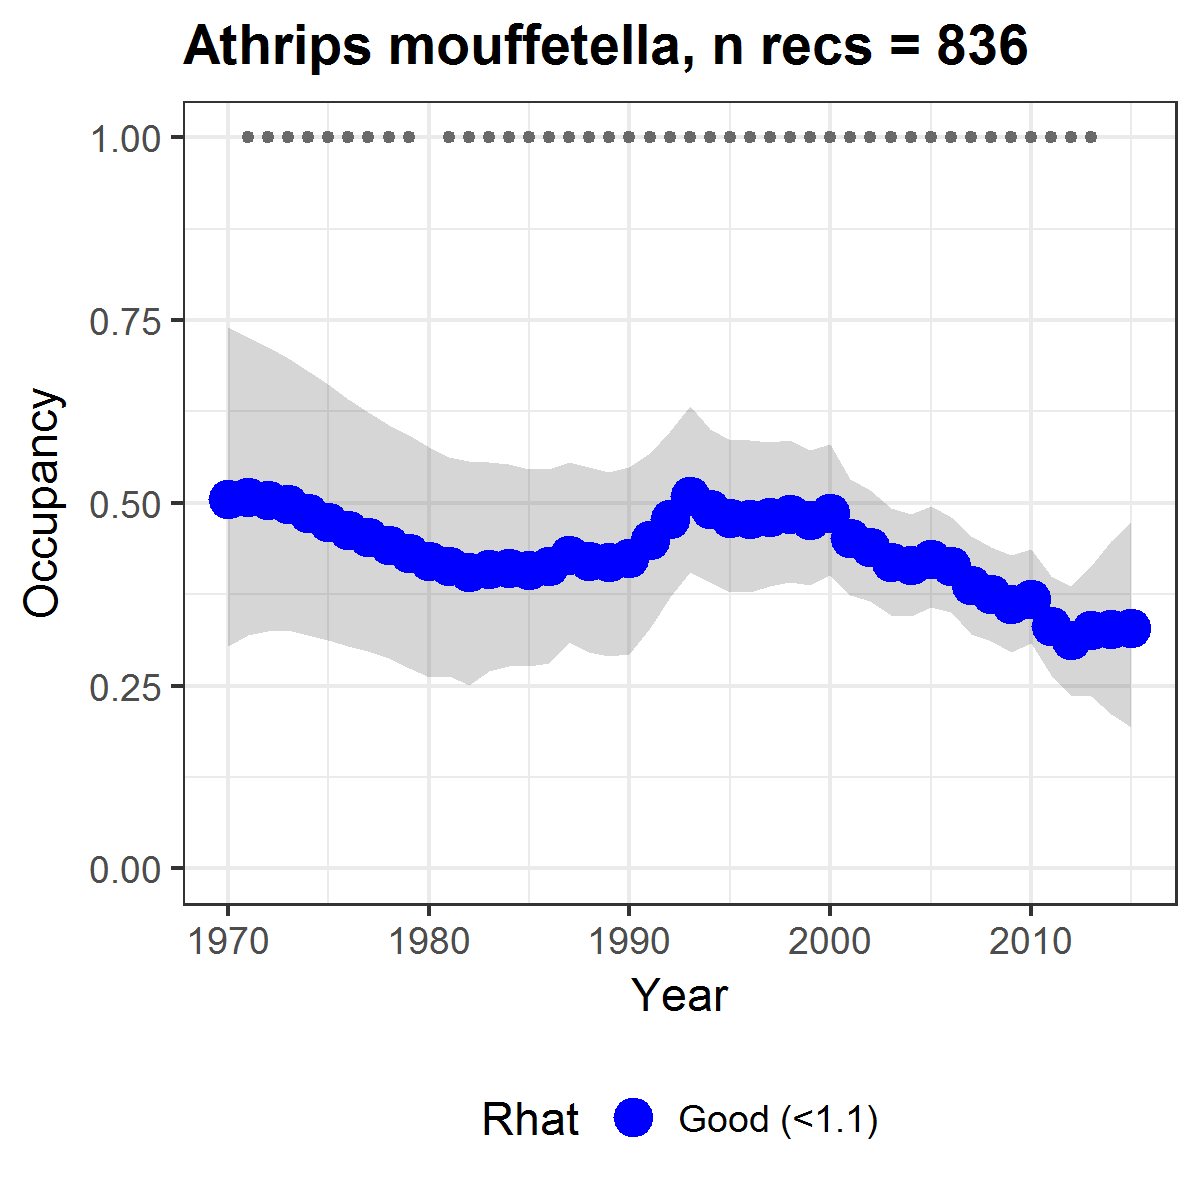 Athrips mouffetella, n recs = 836
1.00
0.75
0.50
0.25
0.00
Occupancy
1970 1980 1990 2000 2010
Year
Rhat Good (<1.1)